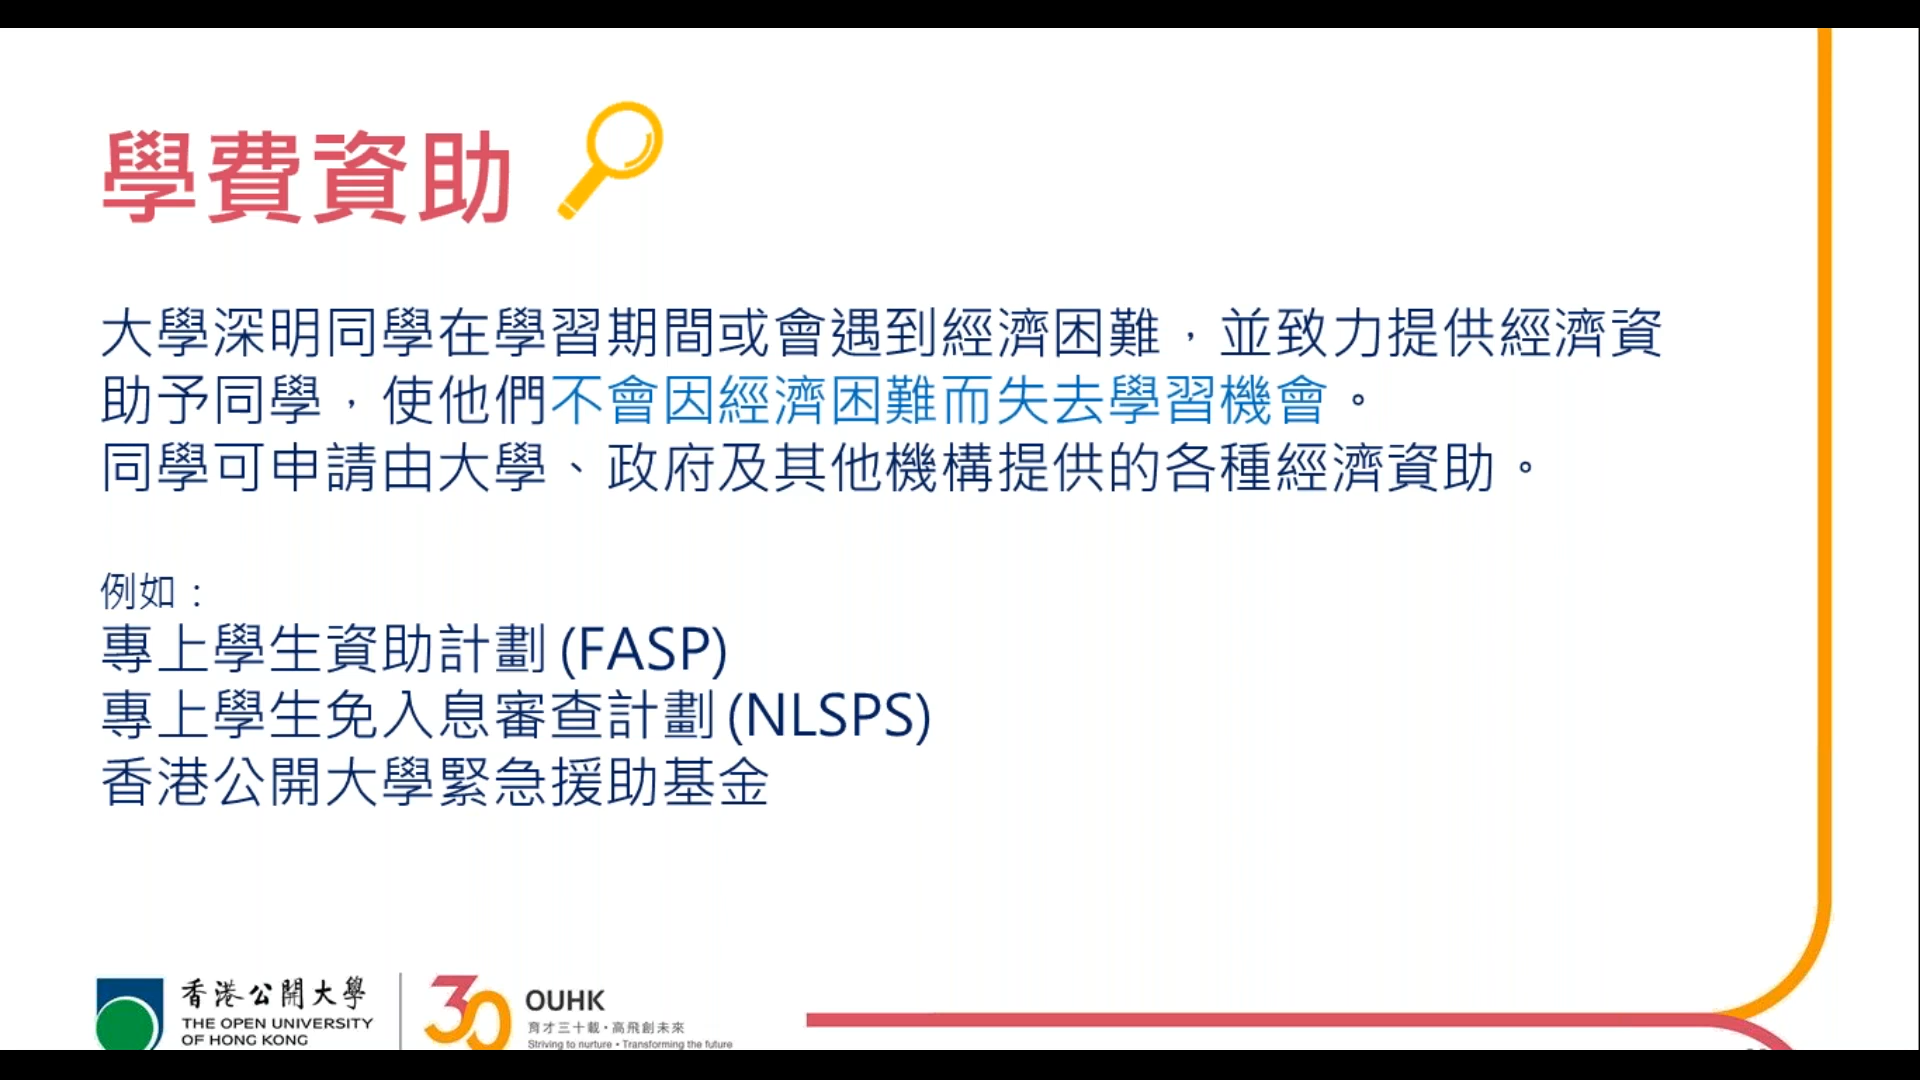 學費資助
大學深明同學在學習期間或會遇到經濟困難，並致力提供經濟資
助予同學，使他們不會因經濟困難而失去學習機會。
同學可申請由大學、政府及其他機構提供的各種經濟資助。
例如：
專上學生資助計劃 (FASP)
專上學生免入息審查計劃 (NLSPS)
香港公開大學緊急援助基金
香港公開大學
THE OPEN UNIVERSITY
OF HONG KONG
30
OUHK
育才三十載・高飛創未來
Striving to nurture • Transforming the future